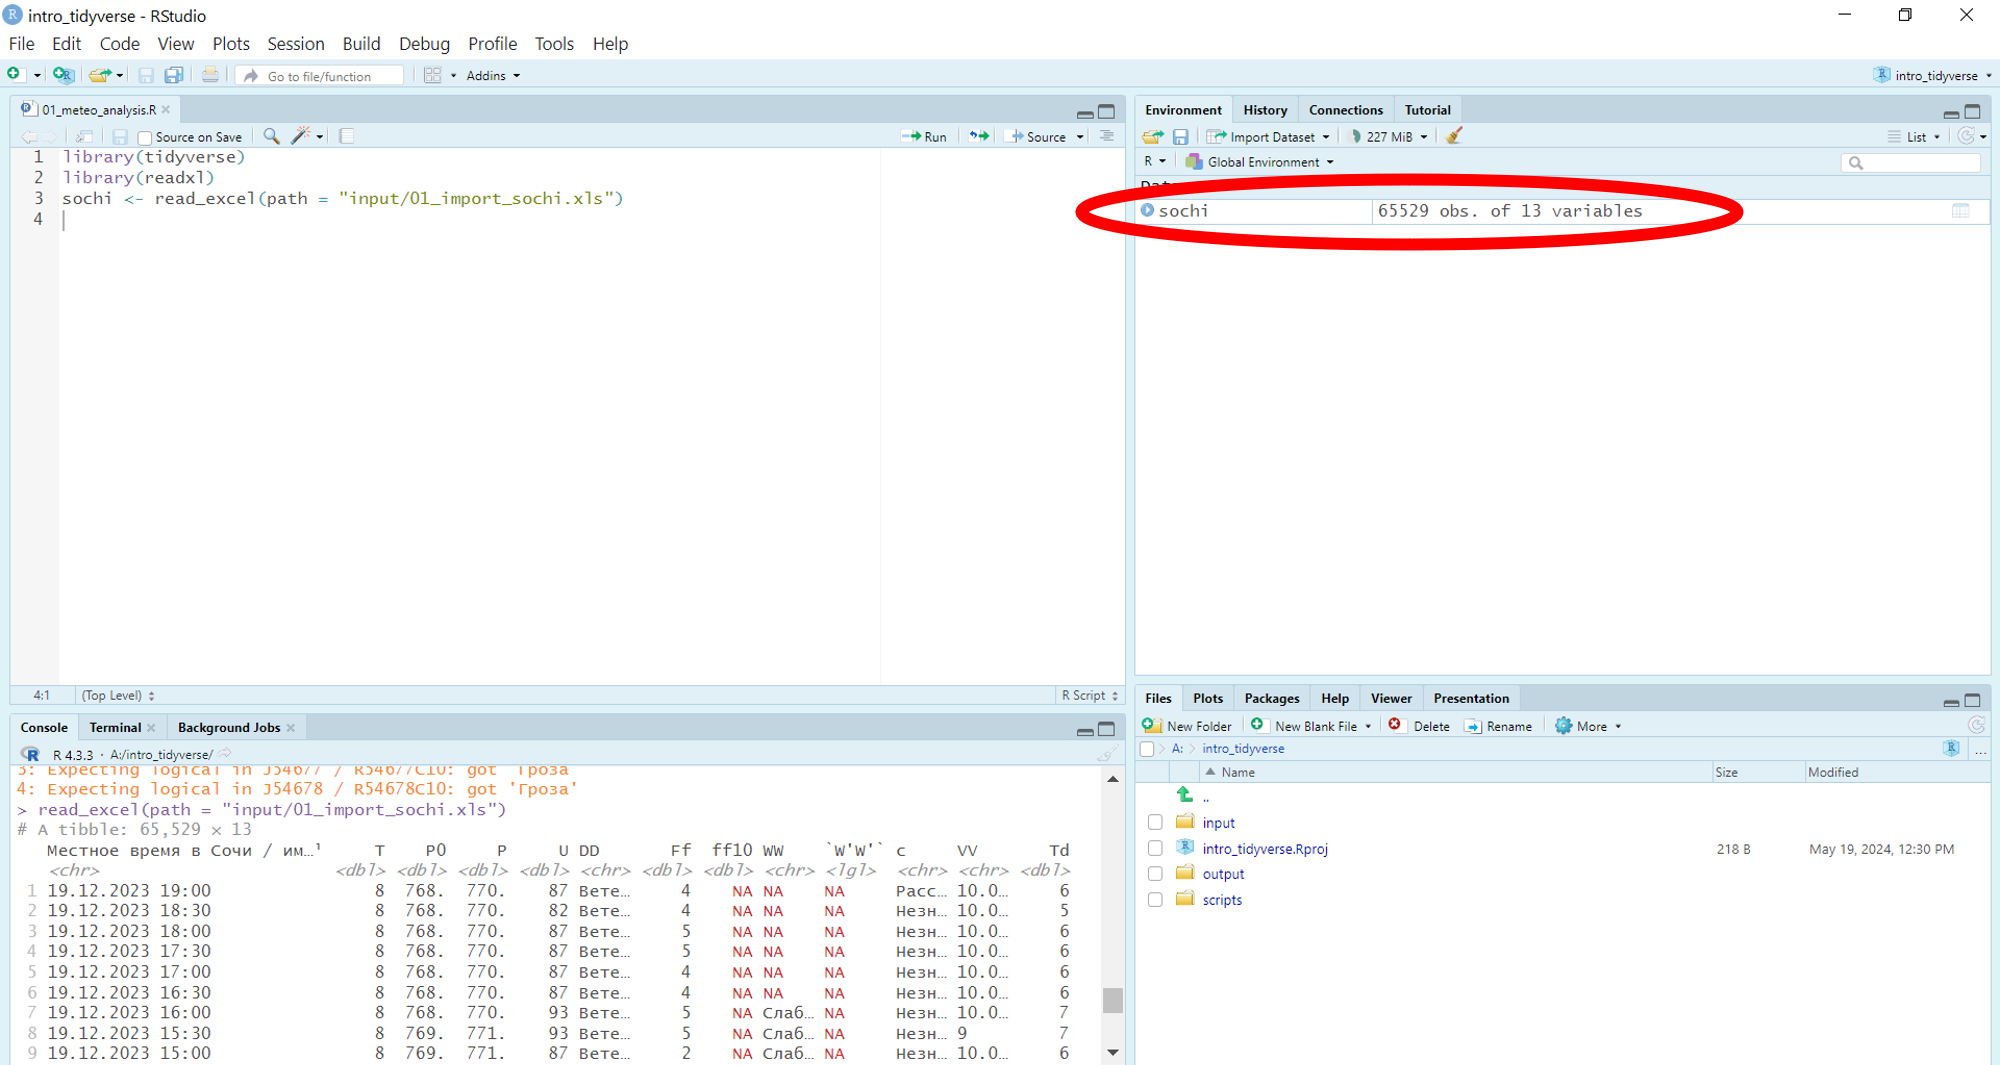 intro_tidyverse - RStudio
File Edit Code View Plots Session Build Debug Profile Tools Help
Go to file/function Addins intro_tidyverse
01_meteo_analysis.R
Source on Save Run Source
1 library(tidyverse)
2 library(readxl)
3 sochi <- read_excel(path = "input/01_import_sochi.xls")
4
4:1 (Top Level) R Script
Environment History Connections Tutorial
Import Dataset 227 MiB List
R Global Environment
Data
sochi 65529 obs. of 13 variables
Console Terminal Background Jobs
R 4.3.3 · A:/intro_tidyverse/
3: Expecting logical in J54677 / R54677C10: got 'Гроза'
4: Expecting logical in J54678 / R54678C10: got 'Гроза'
> read_excel(path = "input/01_import_sochi.xls")
# A tibble: 65,529 × 13
Местное время в Сочи / им…¹ T P0 P U DD Ff ff10 WW `W'W'` c VV Td
<chr> <dbl> <dbl> <dbl> <dbl> <chr> <dbl> <dbl> <chr> <lgl> <chr> <chr> <dbl>
1 19.12.2023 19:00 8 768. 770. 87 Вете… 4 NA NA NA Расс… 10.0… 6
2 19.12.2023 18:30 8 768. 770. 82 Вете… 4 NA NA NA Незн… 10.0… 5
3 19.12.2023 18:00 8 768. 770. 87 Вете… 5 NA NA NA Незн… 10.0… 6
4 19.12.2023 17:30 8 768. 770. 87 Вете… 5 NA NA NA Незн… 10.0… 6
5 19.12.2023 17:00 8 768. 770. 87 Вете… 4 NA NA NA Незн… 10.0… 6
6 19.12.2023 16:30 8 768. 770. 87 Вете… 4 NA NA NA Незн… 10.0… 6
7 19.12.2023 16:00 8 768. 770. 93 Вете… 5 NA Слаб… NA Незн… 10.0… 7
8 19.12.2023 15:30 8 769. 771. 93 Вете… 5 NA Слаб… NA Незн… 9 7
9 19.12.2023 15:00 8 769. 771. 87 Вете… 2 NA Слаб… NA Незн… 10.0… 6
Files Plots Packages Help Viewer Presentation
New Folder New Blank File Delete Rename More
A: intro_tidyverse ...
Name Size Modified
..
input
intro_tidyverse.Rproj 218 B May 19, 2024, 12:30 PM
output
scripts